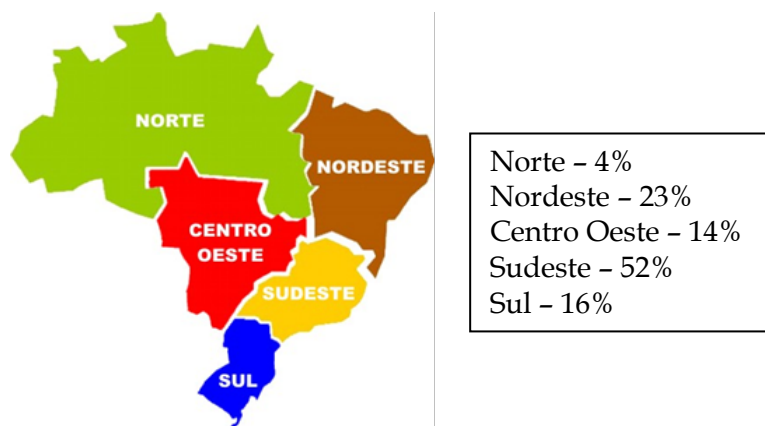 NORTE
NORDESTE
CENTRO
OESTE
SUDESTE
SUL
Norte – 4%
Nordeste – 23%
Centro Oeste – 14%
Sudeste – 52%
Sul – 16%